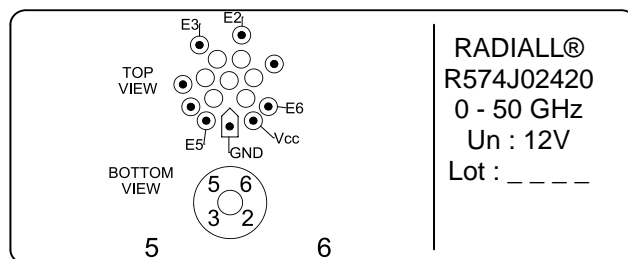 E3 E2
TOP
VIEW
E6
E5 Vcc
GND
BOTTOM
VIEW
5 6
3 2
5 6
RADIALL®
R574J02420
0 - 50 GHz
Un : 12V
Lot : _ _ _ _